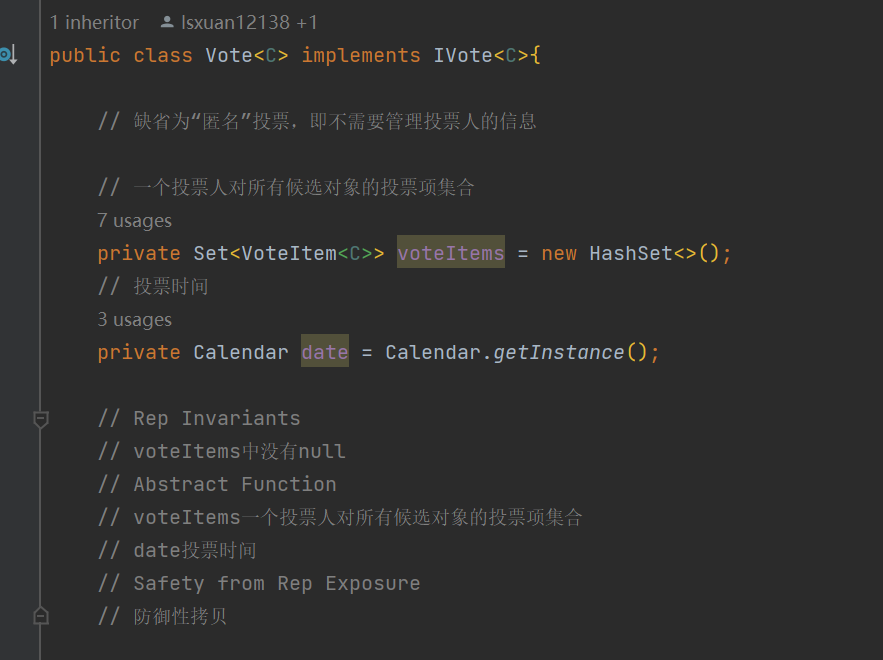 1 inheritor lsxuan12138 +1
public class Vote<C> implements IVote<C>{
// 缺省为“匿名”投票，即不需要管理投票人的信息
// 一个投票人对所有候选对象的投票项集合
7 usages
private Set<VoteItem<C>> voteItems = new HashSet<>();
// 投票时间
3 usages
private Calendar date = Calendar.getInstance();
// Rep Invariants
// voteItems中没有null
// Abstract Function
// voteItems一个投票人对所有候选对象的投票项集合
// date投票时间
// Safety from Rep Exposure
// 防御性拷贝